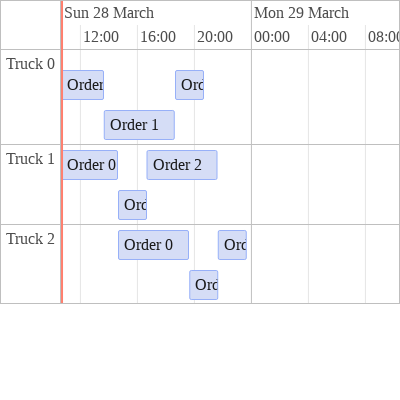 Sun 28 March
Mon 29 March
12:00
16:00
20:00
00:00
04:00
08:00
Truck 0
Order
Ord
Order 1
Truck 1
Order 0
Order 2
Ord
Truck 2
Order 0
Ord
Ord